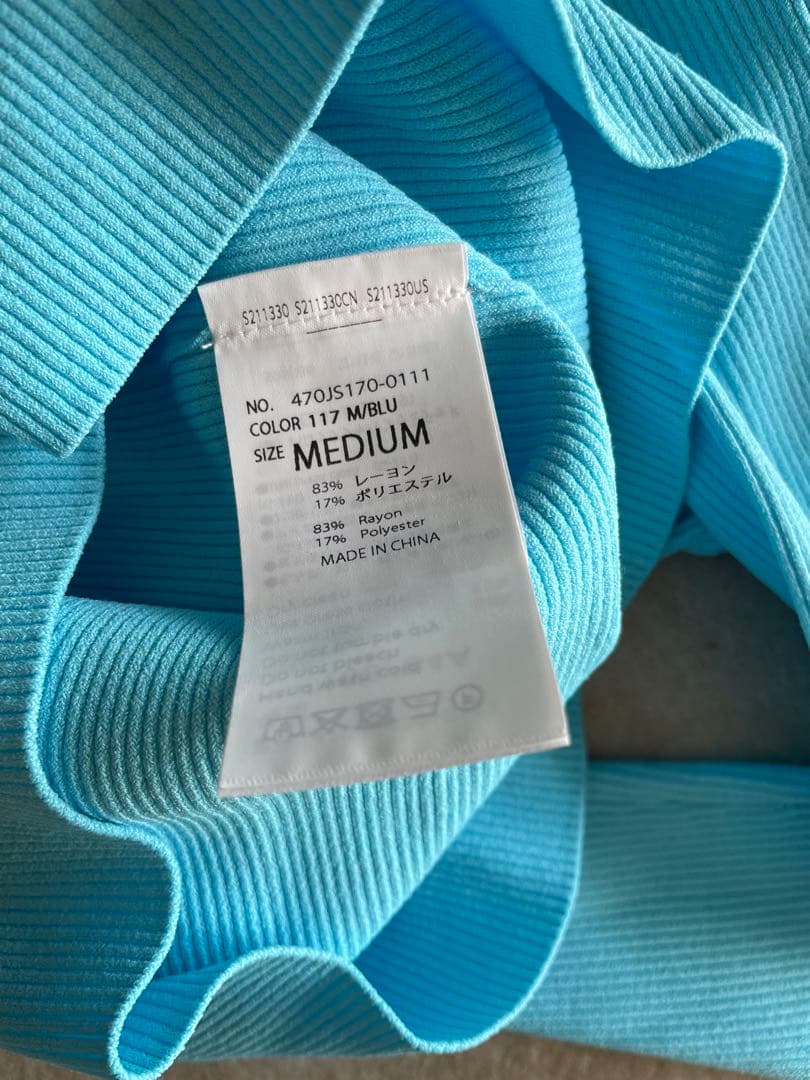 S211330 S211330CN S211330US
NO. 470JS170-0111
COLOR 117 M/BLU
SIZE MEDIUM
83% レーヨン
17% ポリエステル
83% Rayon
17% Polyester
MADE IN CHINA